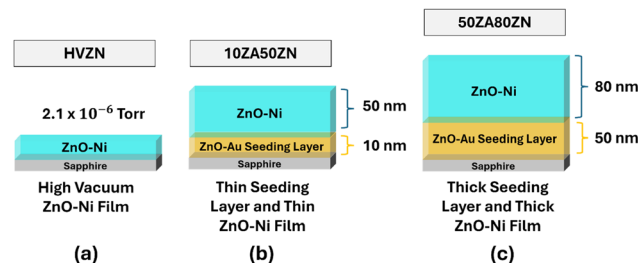 HVZN
2.1 x 10⁻⁶ Torr
ZnO-Ni
Sapphire
High Vacuum
ZnO-Ni Film
(a)
10ZA50ZN
ZnO-Ni
50 nm
ZnO-Au Seeding Layer
10 nm
Sapphire
Thin Seeding
Layer and Thin
ZnO-Ni Film
(b)
50ZA80ZN
ZnO-Ni
80 nm
ZnO-Au Seeding Layer
50 nm
Sapphire
Thick Seeding
Layer and Thick
ZnO-Ni Film
(c)